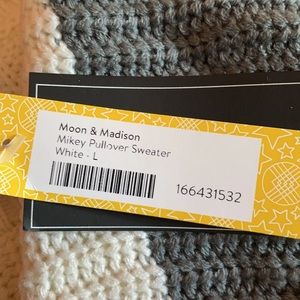 Moon & Madison
Mikey Pullover Sweater
White - L
166431532